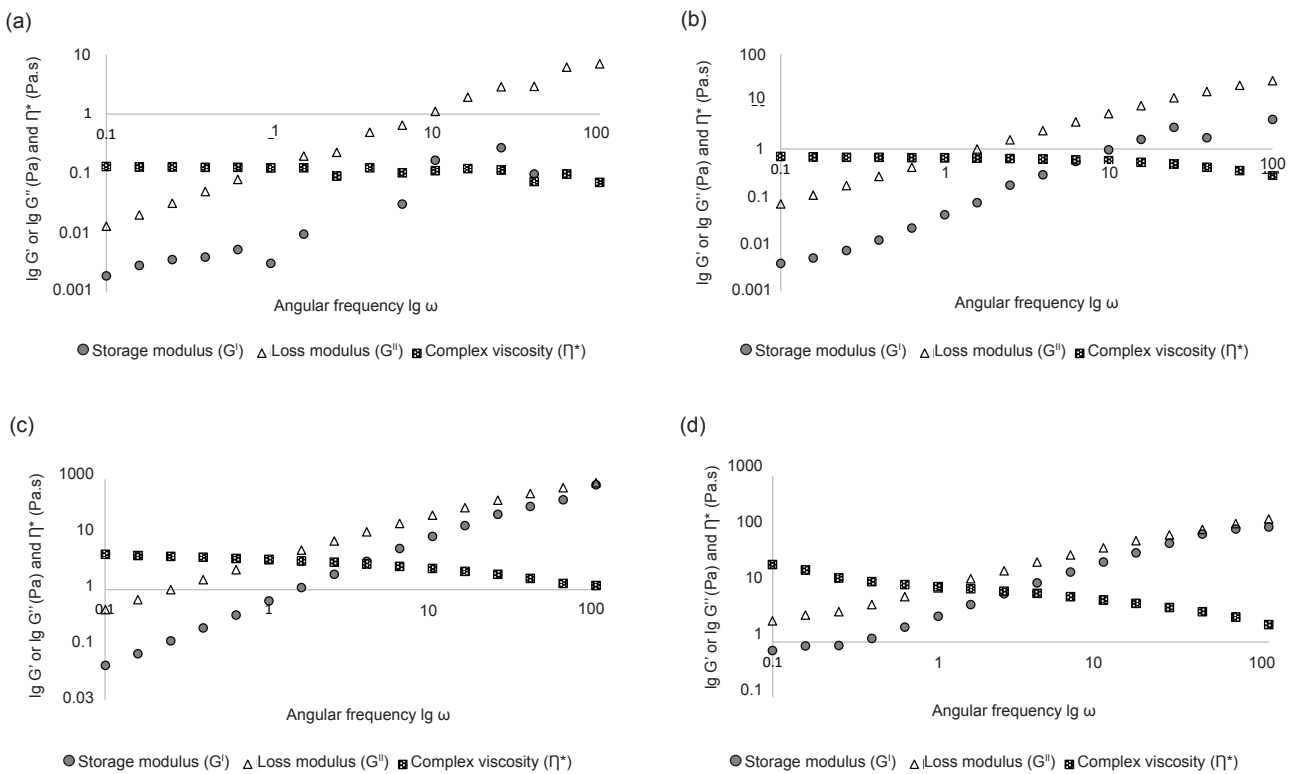 (a)
lg G' or lg G'' (Pa) and Ƞ* (Pa.s)
10
1
0.1
0.01
0.001
0.1
1
10
100
Angular frequency lg ω
Storage modulus (G^I) Loss modulus (G^II) Complex viscosity (Ƞ*)
(b)
lg G' or lg G'' (Pa) and Ƞ* (Pa.s)
100
10
1
0.1
0.01
0.001
0.1
1
10
100
Angular frequency lg ω
Storage modulus (G^I) Loss modulus (G^II) Complex viscosity (Ƞ*)
(c)
lg G' or lg G'' (Pa) and Ƞ* (Pa.s)
1000
10
1
0.1
0.03
0.1
1
10
100
Angular frequency lg ω
Storage modulus (G^I) Loss modulus (G^II) Complex viscosity (Ƞ*)
(d)
lg G' or lg G'' (Pa) and Ƞ* (Pa.s)
1000
100
10
1
0.1
0.1
1
10
100
Angular frequency lg ω
Storage modulus (G^I) Loss modulus (G^II) Complex viscosity (Ƞ*)